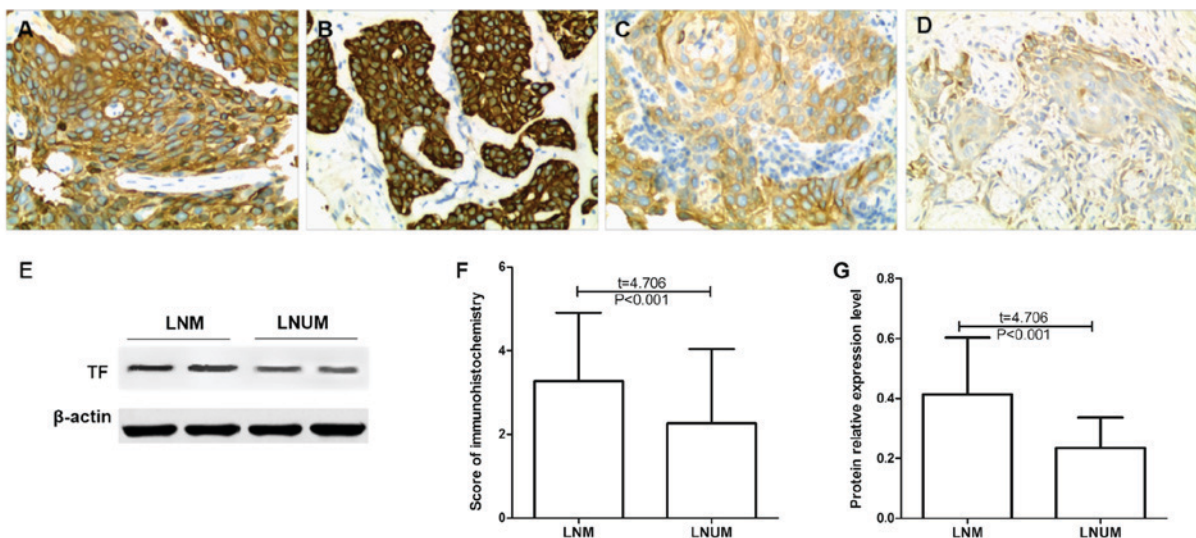 A
B
C
D
E
LNM LNUM
TF
β-actin
F
Score of immunohistochemistry
6
4
2
0
t=4.706
P<0.001
LNM LNUM
G
Protein relative expression level
0.8
0.6
0.4
0.2
0.0
t=4.706
P<0.001
LNM LNUM